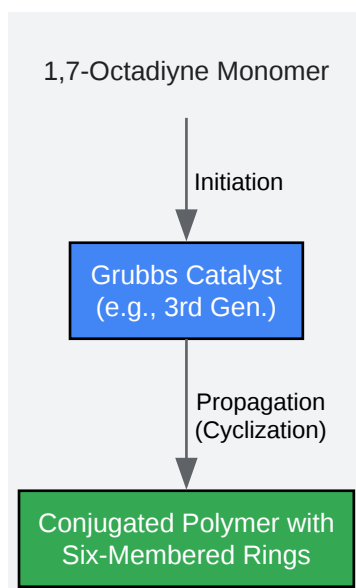 1,7-Octadiyne Monomer
Initiation
Grubbs Catalyst
(e.g., 3rd Gen.)
Propagation
(Cyclization)
Conjugated Polymer with
Six-Membered Rings